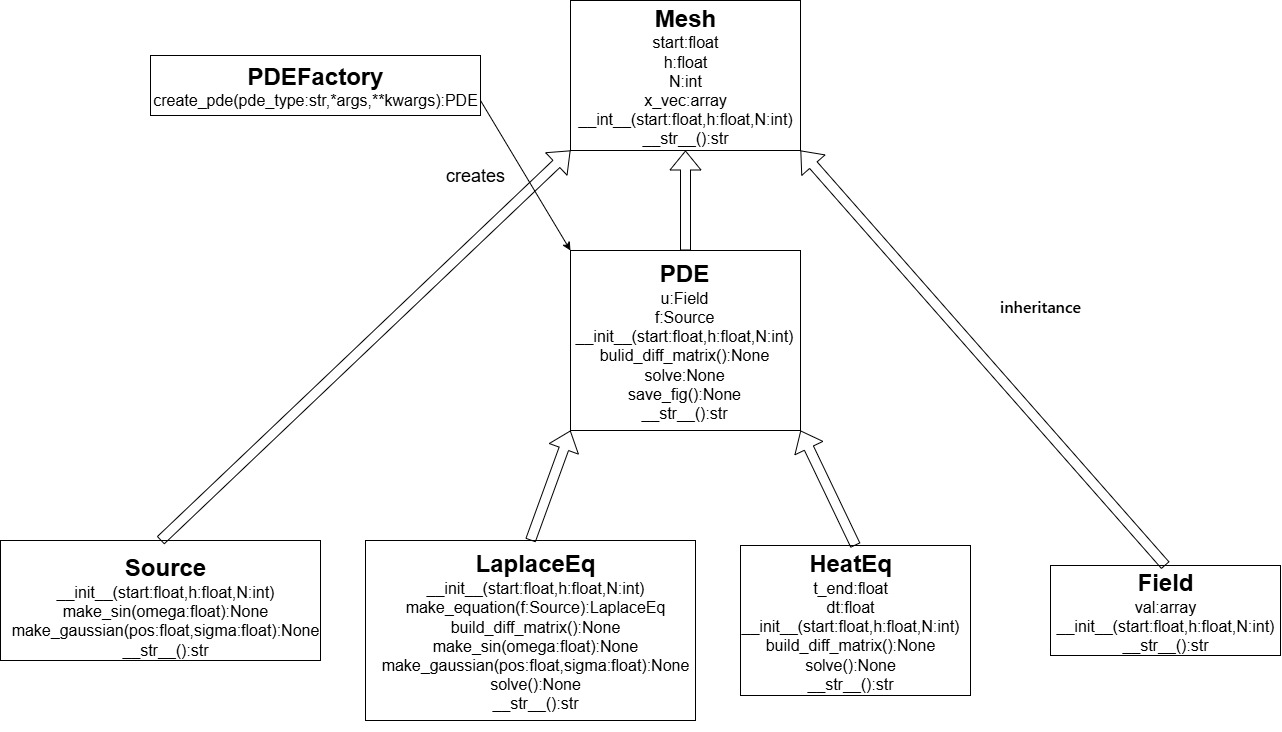 Mesh
start:float
h:float
N:int
x_vec:array
__int__(start:float,h:float,N:int)
__str__():str
PDEFactory
create_pde(pde_type:str,*args,**kwargs):PDE
creates
PDE
u:Field
f:Source
__init__(start:float,h:float,N:int)
bulid_diff_matrix():None
solve:None
save_fig():None
__str__():str
inheritance
Source
__init__(start:float,h:float,N:int)
make_sin(omega:float):None
make_gaussian(pos:float,sigma:float):None
__str__():str
LaplaceEq
__init__(start:float,h:float,N:int)
make_equation(f:Source):LaplaceEq
build_diff_matrix():None
make_sin(omega:float):None
make_gaussian(pos:float,sigma:float):None
solve():None
__str__():str
HeatEq
t_end:float
dt:float
__init__(start:float,h:float,N:int)
build_diff_matrix():None
solve():None
__str__():str
Field
val:array
__init__(start:float,h:float,N:int)
__str__():str